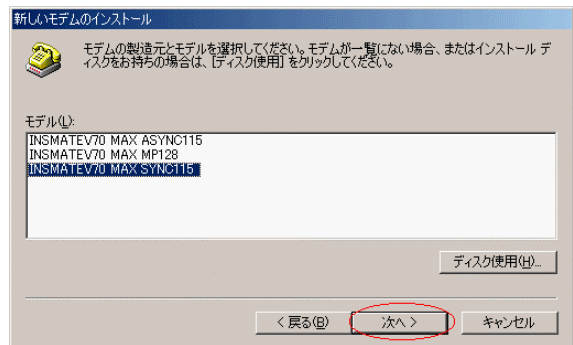 新しいモデムのインストール
モデムの製造元とモデルを選択してください。モデムが一覧にない場合、またはインストール デ
ィスクをお持ちの場合は、[ディスク使用] をクリックしてください。
モデル(L):
INSMATEV70 MAX ASYNC115
INSMATEV70 MAX MP128
INSMATEV70 MAX SYNC115
ディスク使用(H)...
< 戻る(B)
次へ >
キャンセル